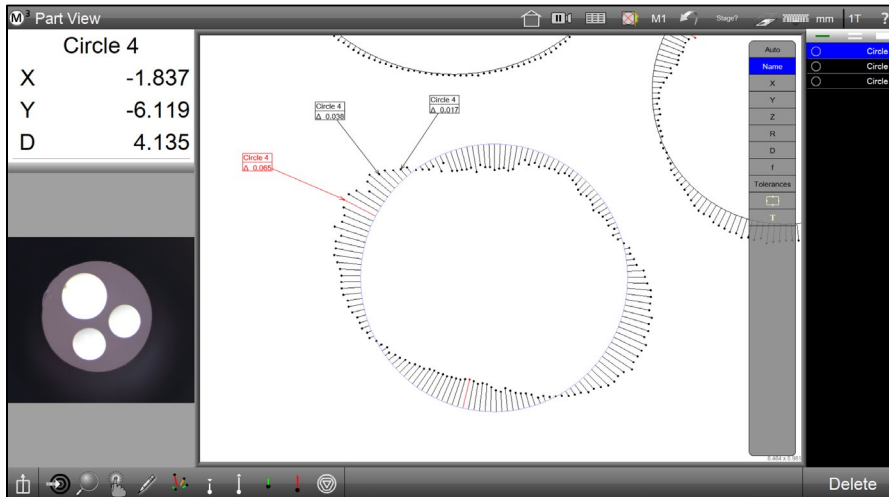 M3 Part View
M1
Stage?
mm
1T
?
Circle 4
X -1.837
Y -6.119
D 4.135
Circle 4
Δ 0.038
Circle 4
Δ 0.017
Circle 4
Δ 0.065
Auto
Name
X
Y
Z
R
D
f
Tolerances
T
Circle
Circle
Circle
Delete